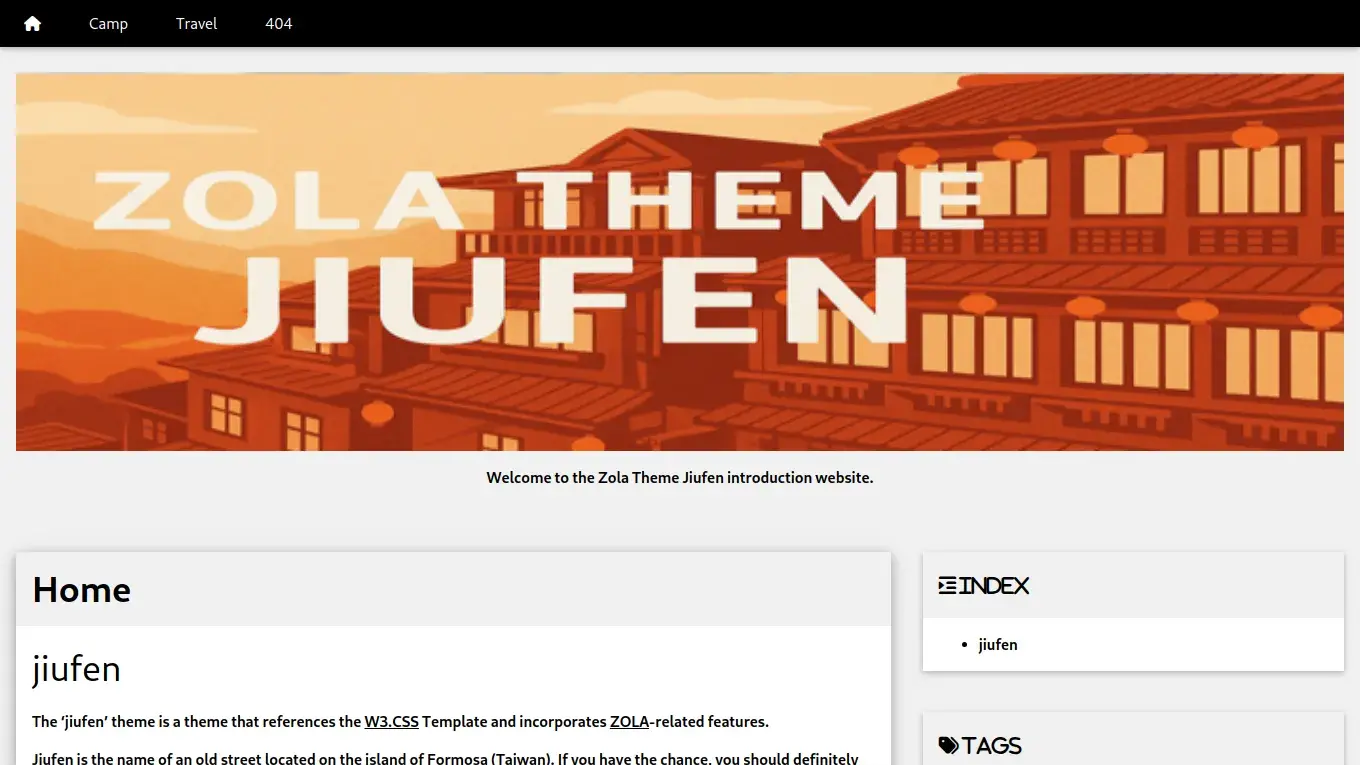 Camp Travel 404
ZOLA THEME
JIUFEN
Welcome to the Zola Theme Jiufen introduction website.
Home
jiufen
The ‘jiufen’ theme is a theme that references the W3.CSS Template and incorporates ZOLA-related features.
Jiufen is the name of an old street located on the island of Formosa (Taiwan). If you have the chance, you should definitely
INDEX
jiufen
TAGS